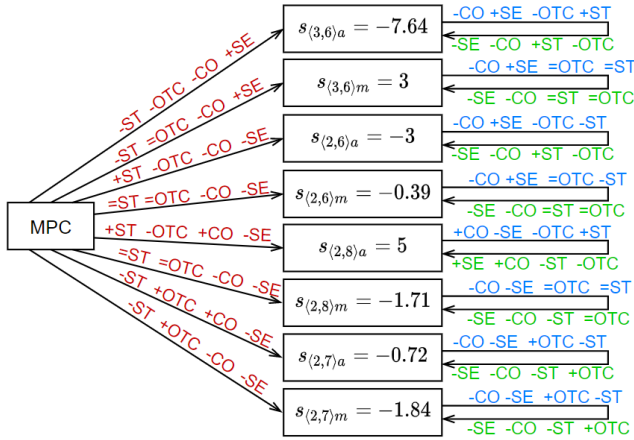 -CO +SE -OTC +ST
s⟨3,6⟩a = −7.64
-SE -CO +ST -OTC
-ST -OTC -CO +SE
-CO +SE =OTC =ST
s⟨3,6⟩m = 3
-SE -CO =ST =OTC
-ST =OTC -CO +SE
-CO +SE -OTC -ST
s⟨2,6⟩a = −3
-SE -CO +ST -OTC
+ST -OTC -CO -SE
-CO +SE =OTC -ST
s⟨2,6⟩m = −0.39
-SE -CO =ST =OTC
=ST =OTC -CO -SE
MPC
+CO -SE -OTC +ST
s⟨2,8⟩a = 5
+SE +CO -ST -OTC
+ST -OTC +CO -SE
-CO -SE =OTC =ST
s⟨2,8⟩m = −1.71
-SE -CO -ST =OTC
=ST =OTC -CO -SE
-CO -SE +OTC -ST
s⟨2,7⟩a = −0.72
-SE -CO -ST +OTC
-ST +OTC +CO -SE
-CO -SE +OTC -ST
s⟨2,7⟩m = −1.84
-SE -CO -ST +OTC
-ST +OTC -CO -SE